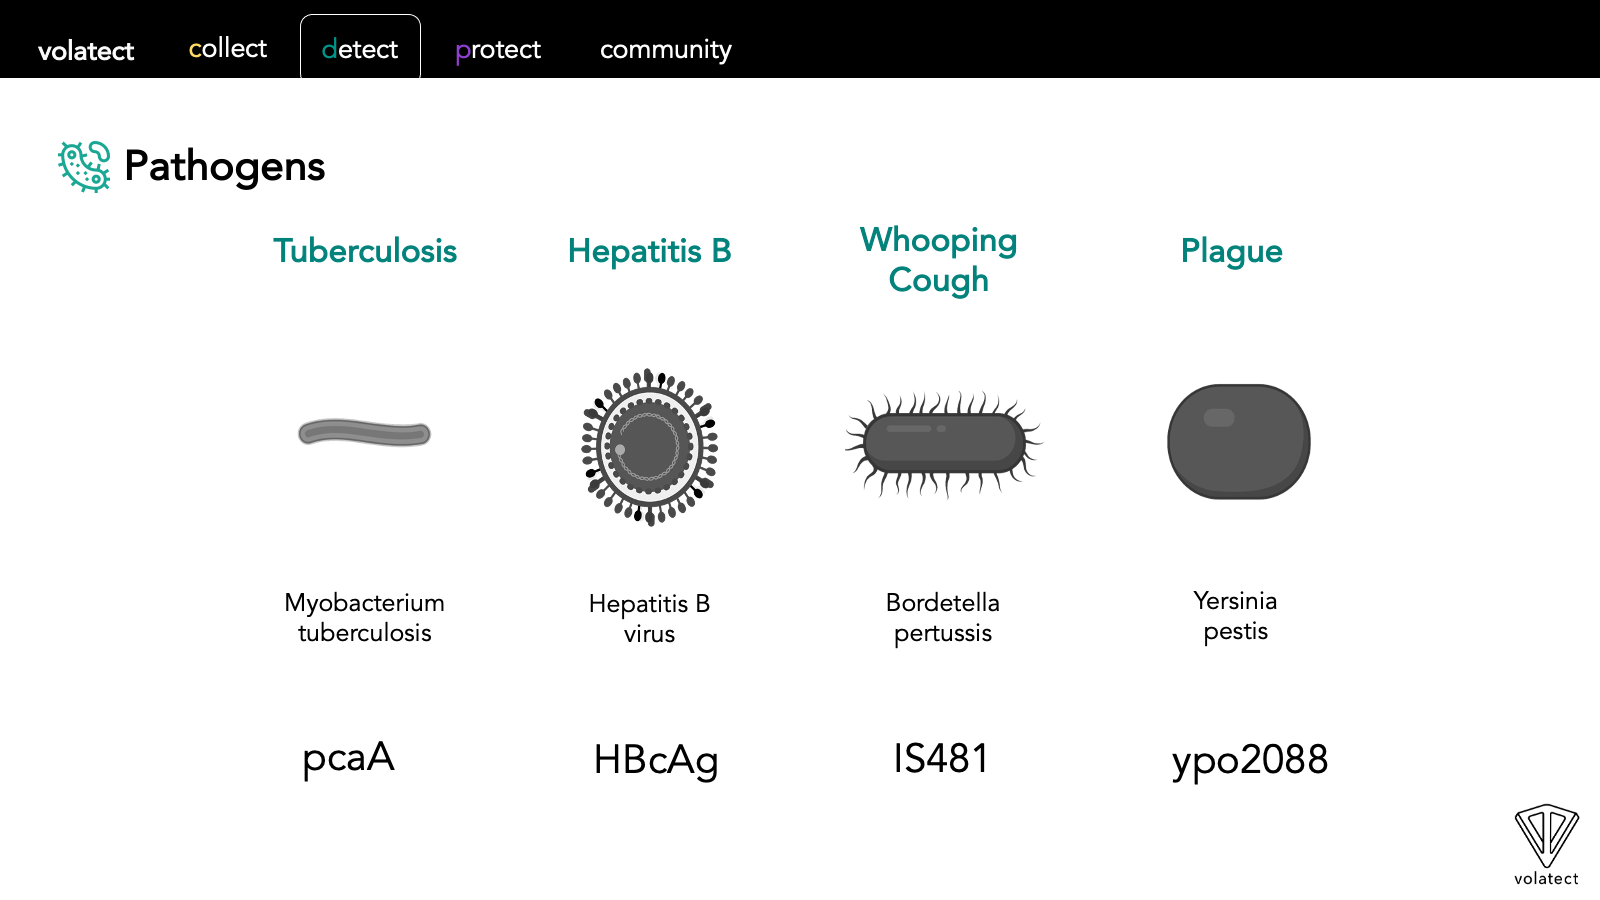 volatect
collect
detect
protect
community
Pathogens
Tuberculosis
Hepatitis B
Whooping
Cough
Plague
Myobacterium
tuberculosis
Hepatitis B
virus
Bordetella
pertussis
Yersinia
pestis
pcaA
HBcAg
IS481
ypo2088
volatect